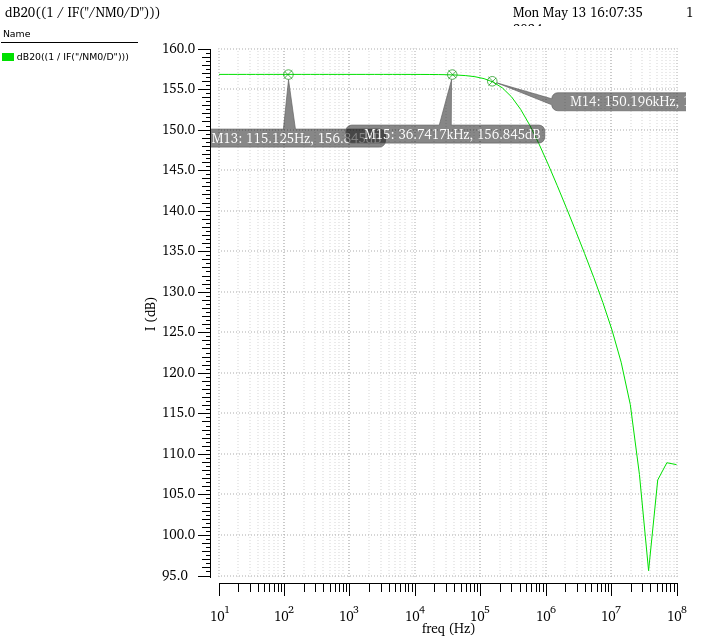 dB20((1 / IF("/NM0/D")))
Mon May 13 16:07:35 1
Name
dB20((1 / IF("/NM0/D")))
160.0
155.0
150.0
145.0
140.0
135.0
130.0
125.0
120.0
115.0
110.0
105.0
100.0
95.0
I (dB)
M14: 150.196kHz,
M13: 115.125Hz, 156.
M15: 36.7417kHz, 156.845dB
10¹ 10² 10³ 10⁴ 10⁵ 10⁶ 10⁷ 10⁸
freq (Hz)